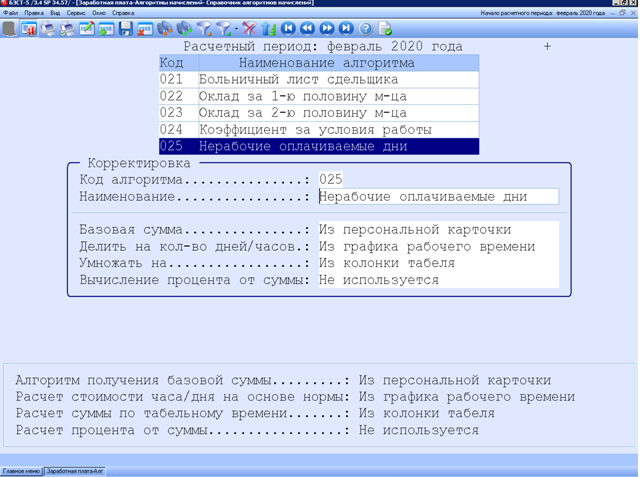 БЭСТ-5 /3.4 SP 34.57/ - [Заработная плата-Алгоритмы начислений- Справочник алгоритмов начислений]
Файл Правка Вид Сервис Окно Справка Начало расчетного периода: февраль 2020 года
Расчетный период: февраль 2020 года +
Код Наименование алгоритма
021 Больничный лист сдельщика
022 Оклад за 1-ю половину м-ца
023 Оклад за 2-ю половину м-ца
024 Коэффициент за условия работы
025 Нерабочие оплачиваемые дни
Корректировка
Код алгоритма...............: 025
Наименование................: Нерабочие оплачиваемые дни
Базовая сумма...............: Из персональной карточки
Делить на кол-во дней/часов.: Из графика рабочего времени
Умножать на.................: Из колонки табеля
Вычисление процента от суммы: Не используется
Алгоритм получения базовой суммы.........: Из персональной карточки
Расчет стоимости часа/дня на основе нормы: Из графика рабочего времени
Расчет суммы по табельному времени.......: Из колонки табеля
Расчет процента от суммы.................: Не используется
Главное меню Заработная плата-Алг